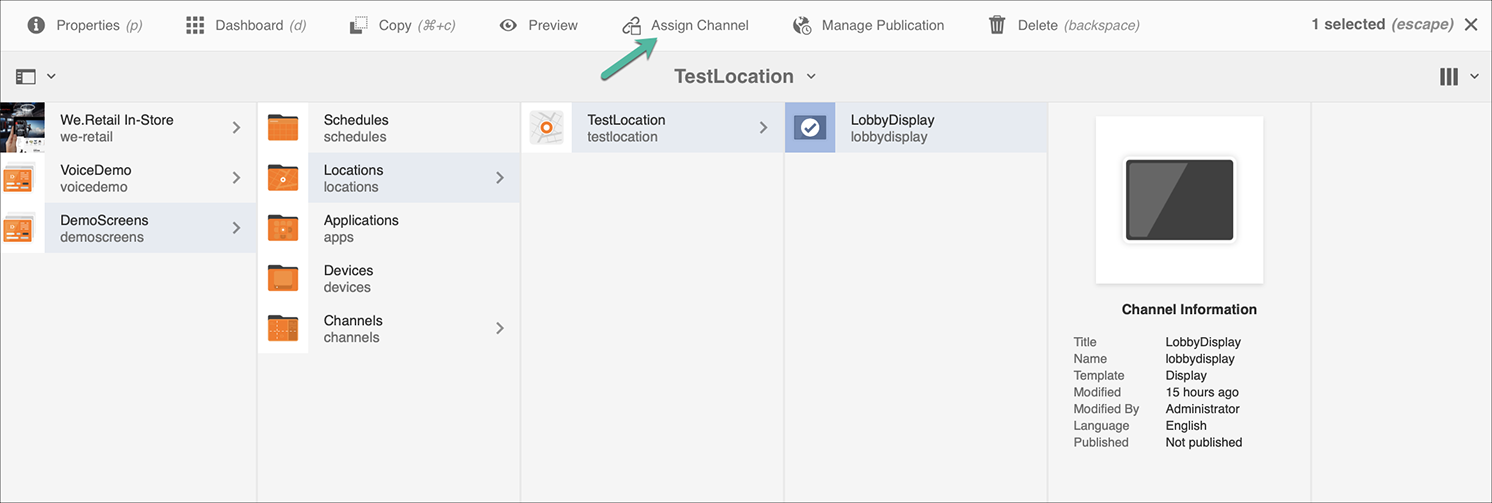 Properties (p)
Dashboard (d)
Copy (⌘+c)
Preview
Assign Channel
Manage Publication
Delete (backspace)
1 selected (escape)
TestLocation
We.Retail In-Store
we-retail
VoiceDemo
voicedemo
DemoScreens
demoscreens
Schedules
schedules
Locations
locations
Applications
apps
Devices
devices
Channels
channels
TestLocation
testlocation
LobbyDisplay
lobbydisplay
Channel Information
Title LobbyDisplay
Name lobbydisplay
Template Display
Modified 15 hours ago
Modified By Administrator
Language English
Published Not published